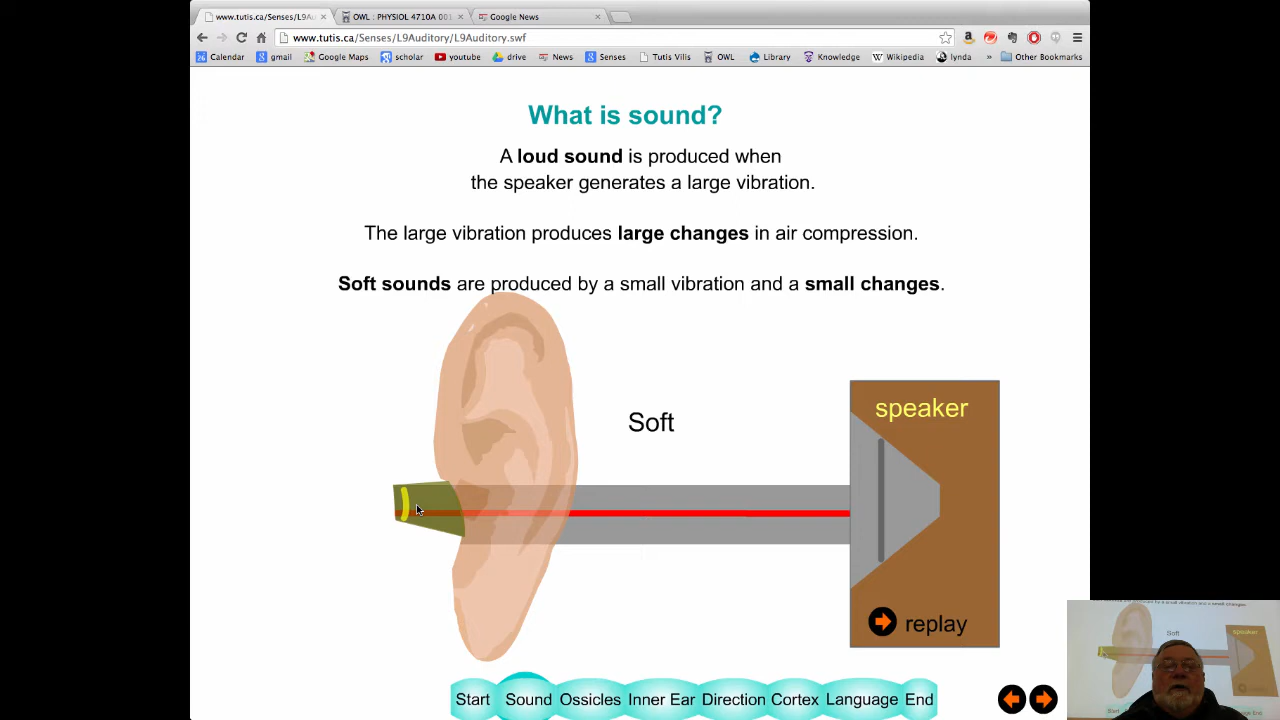 www.tutis.ca/Senses/L9Au
OWL : PHYSIOL 4710A 001
Google News
www.tutis.ca/Senses/L9Auditory/L9Auditory.swf
Calendar gmail Google Maps scholar youtube drive News Senses Tutis Vilis OWL Library Knowledge Wikipedia lynda » Other Bookmarks
What is sound?
A loud sound is produced when
the speaker generates a large vibration.
The large vibration produces large changes in air compression.
Soft sounds are produced by a small vibration and a small changes.
Soft
speaker
replay
Start Sound Ossicles Inner Ear Direction Cortex Language End
Soft
speaker